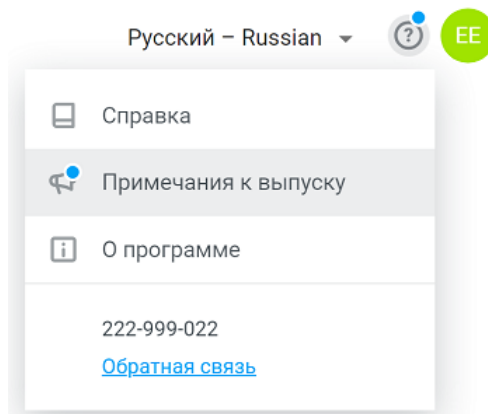 Русский – Russian
EE
Справка
Примечания к выпуску
О программе
222-999-022
Обратная связь